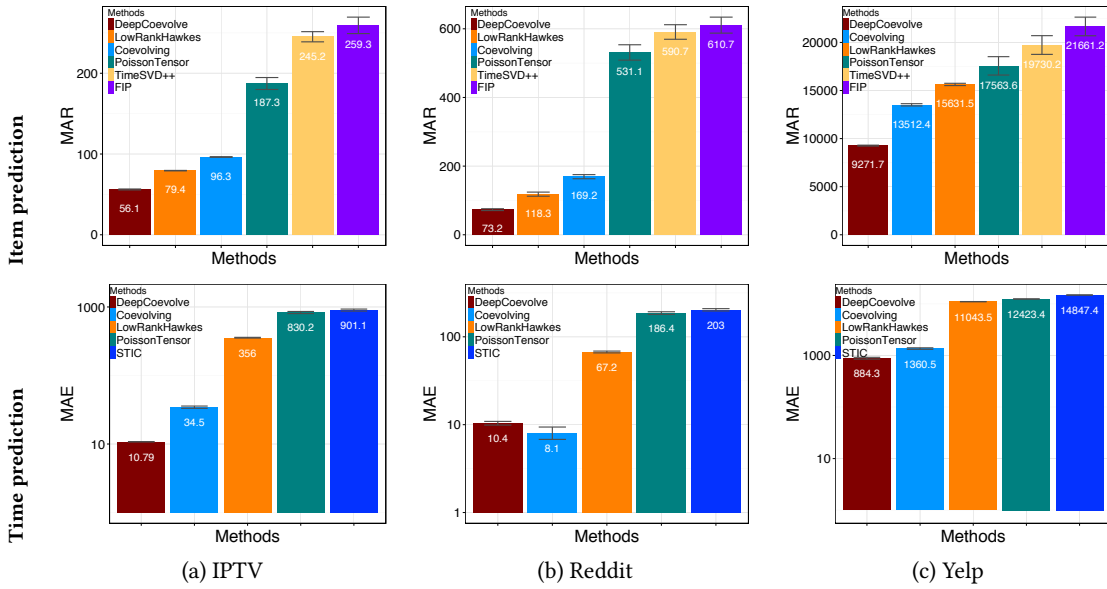 Item prediction
Methods
DeepCoevolve
LowRankHawkes
Coevolving
PoissonTensor
TimeSVD++
FIP
MAR
200
100
0
56.1
79.4
96.3
187.3
245.2
259.3
Methods
Methods
DeepCoevolve
LowRankHawkes
Coevolving
PoissonTensor
TimeSVD++
FIP
MAR
600
400
200
0
73.2
118.3
169.2
531.1
590.7
610.7
Methods
Methods
DeepCoevolve
Coevolving
LowRankHawkes
PoissonTensor
TimeSVD++
FIP
MAR
20000
15000
10000
5000
0
9271.7
13512.4
15631.5
17563.6
19730.2
21661.2
Methods
Time prediction
Methods
DeepCoevolve
Coevolving
LowRankHawkes
PoissonTensor
STIC
MAE
1000
10
10.79
34.5
356
830.2
901.1
Methods
Methods
DeepCoevolve
Coevolving
LowRankHawkes
PoissonTensor
STIC
MAE
100
10
1
10.4
8.1
67.2
186.4
203
Methods
Methods
DeepCoevolve
Coevolving
LowRankHawkes
PoissonTensor
STIC
MAE
1000
10
884.3
1360.5
11043.5
12423.4
14847.4
Methods
(a) IPTV
(b) Reddit
(c) Yelp